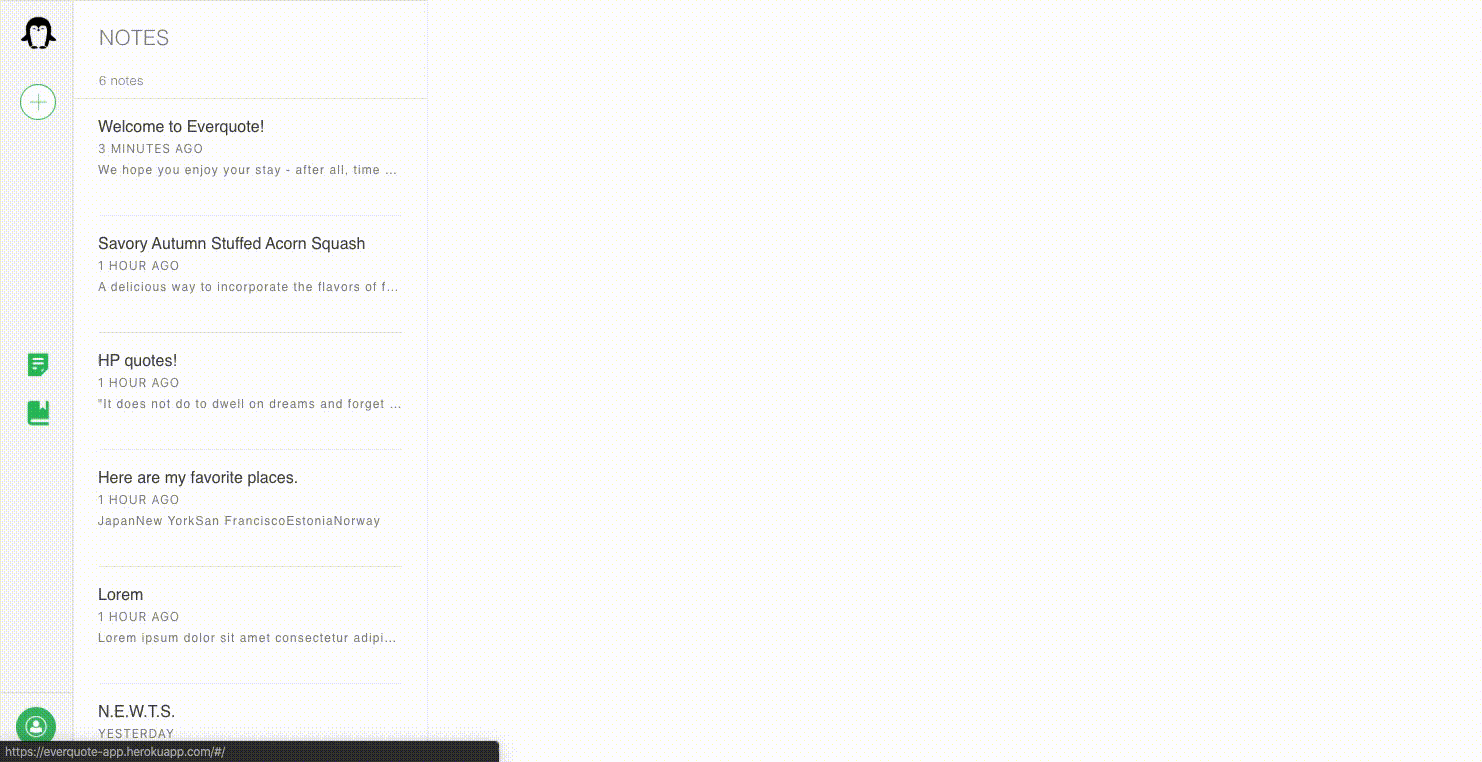 NOTES
6 notes
Welcome to Everquote!
3 MINUTES AGO
We hope you enjoy your stay - after all, time ...
Savory Autumn Stuffed Acorn Squash
1 HOUR AGO
A delicious way to incorporate the flavors of f...
HP quotes!
1 HOUR AGO
"It does not do to dwell on dreams and forget ...
Here are my favorite places.
1 HOUR AGO
JapanNew YorkSan FranciscoEstoniaNorway
Lorem
1 HOUR AGO
Lorem ipsum dolor sit amet consectetur adipi...
N.E.W.T.S.
YESTERDAY
https://everquote-app.herokuapp.com/#/